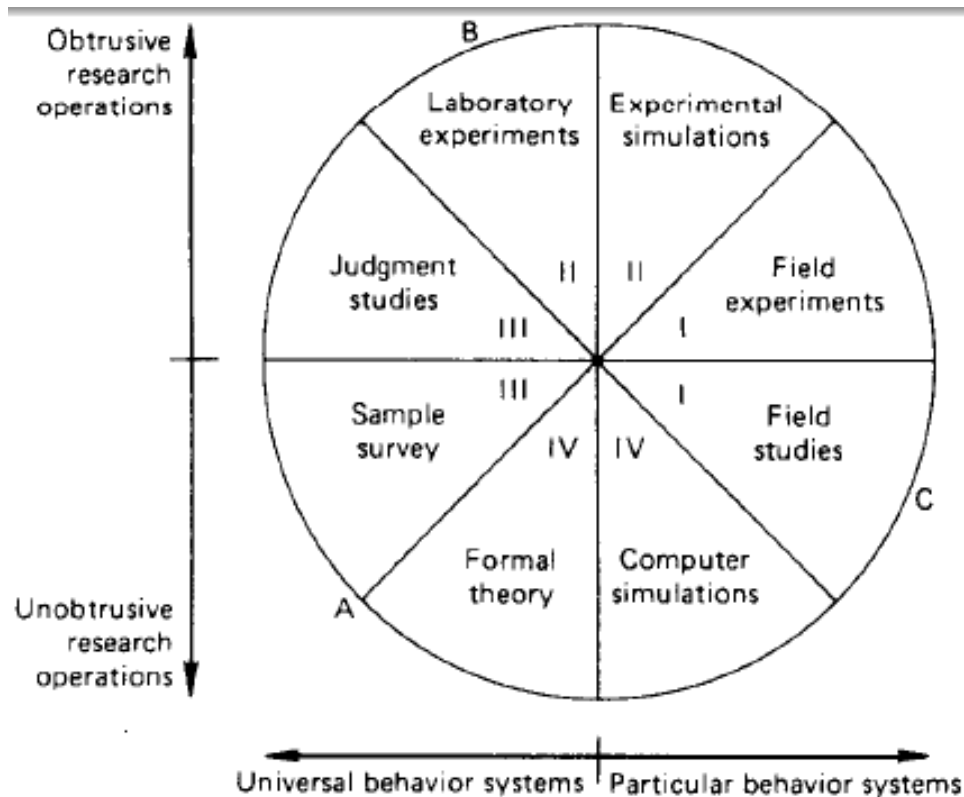 Obtrusive
research
operations
B
Laboratory
experiments
Experimental
simulations
Judgment
studies
II
II
Field
experiments
III
I
III
I
Sample
survey
Field
studies
IV
IV
C
Formal
theory
Computer
simulations
A
Unobtrusive
research
operations
Universal behavior systems
Particular behavior systems